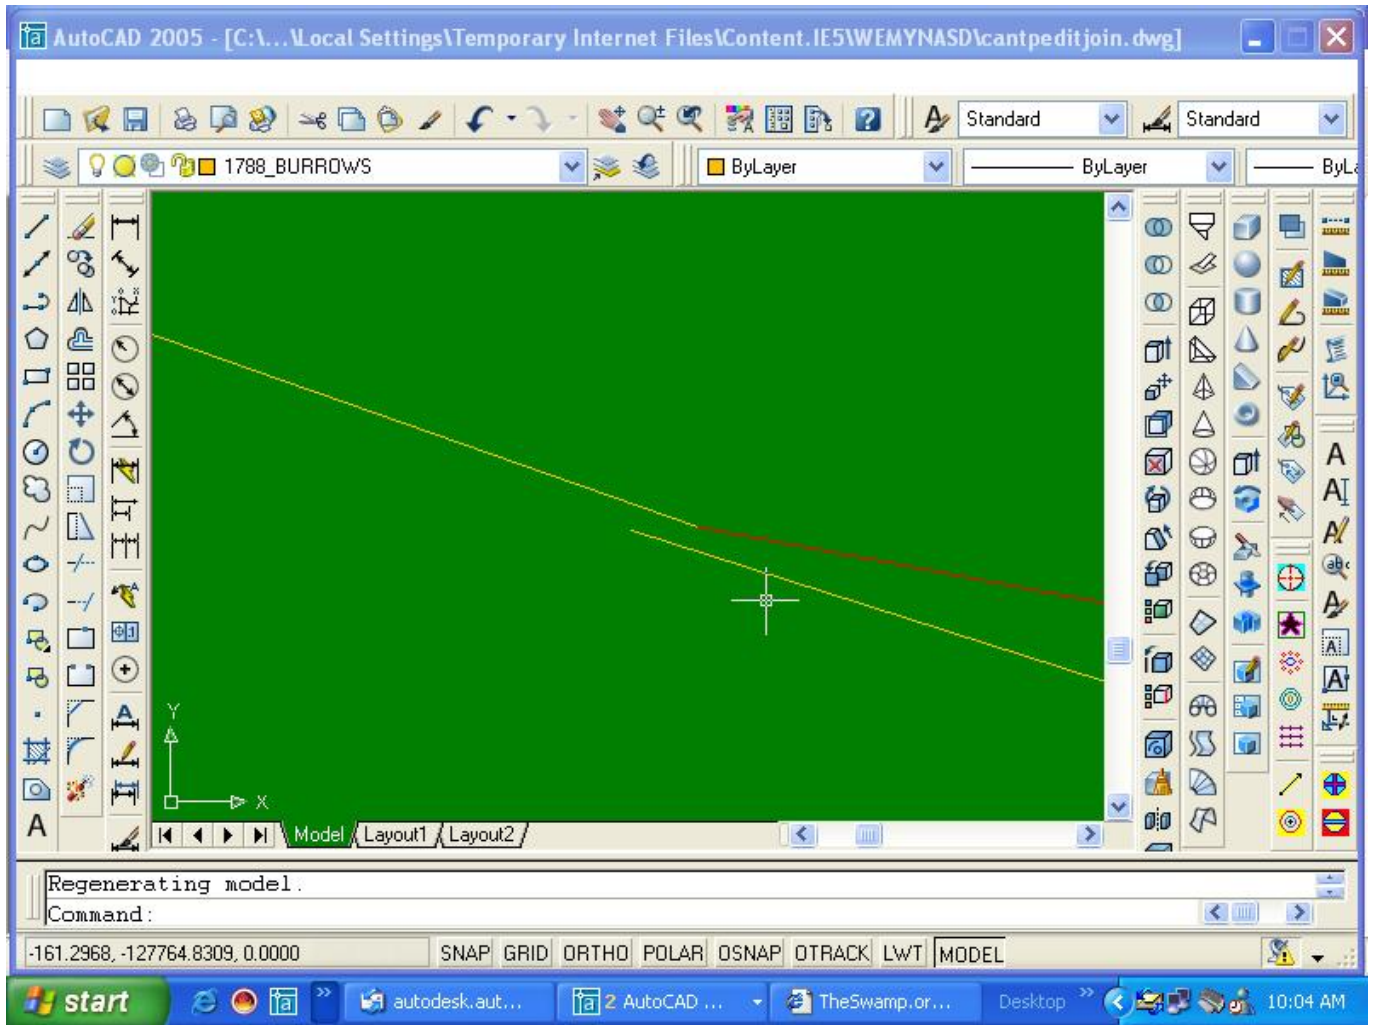 AutoCAD 2005 - [C:\...\Local Settings\Temporary Internet Files\Content.IE5\WEMYNASD\cantpeditjoin.dwg]
Standard Standard
1788_BURROWS ByLayer ByLayer ByLa
Y
X
Model Layout1 Layout2
Regenerating model.
Command:
-161.2968, -127764.8309, 0.0000 SNAP GRID ORTHO POLAR OSNAP OTRACK LWT MODEL
start autodesk.aut... 2 AutoCAD ... TheSwamp.or... Desktop 10:04 AM